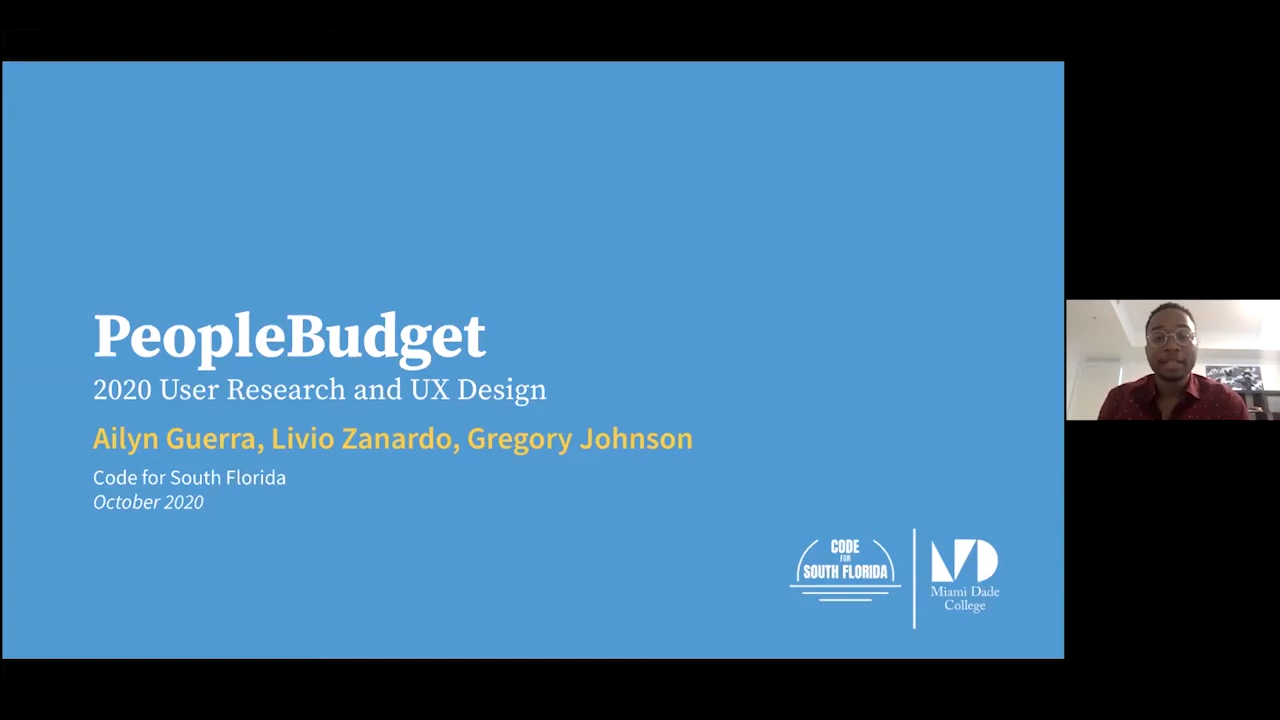 PeopleBudget
2020 User Research and UX Design
Ailyn Guerra, Livio Zanardo, Gregory Johnson
Code for South Florida
October 2020
CODE
FOR
SOUTH FLORIDA
Miami Dade
College